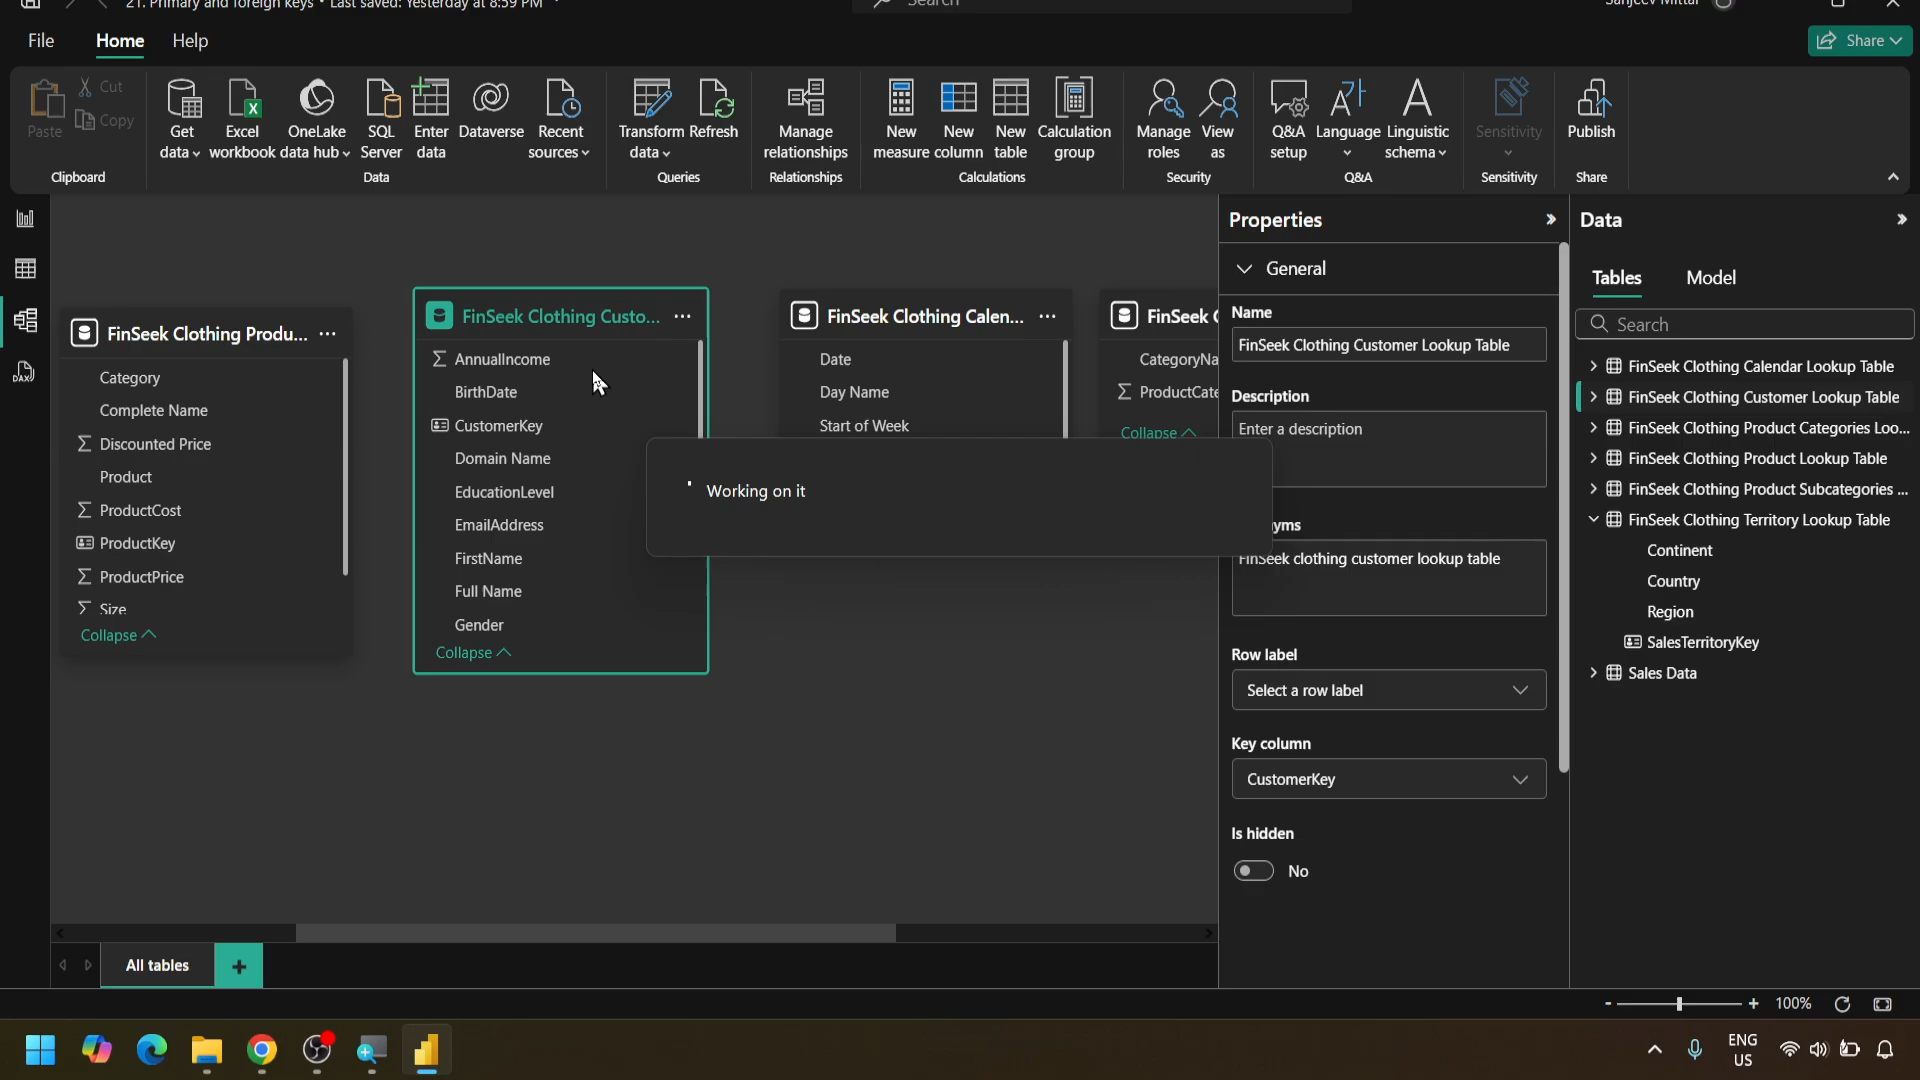 21. Primary and foreign keys • Last saved: Yesterday at 8:59 PM
Search
Sanjeev Mittal
File
Home
Help
Share
Paste
Cut
Copy
Clipboard
Get data
Excel workbook
OneLake data hub
SQL Server
Enter data
Dataverse
Recent sources
Data
Transform data
Refresh
Queries
Manage relationships
Relationships
New measure
New column
New table
Calculation group
Calculations
Manage roles
View as
Security
Q&A setup
Language
Linguistic schema
Q&A
Sensitivity
Sensitivity
Publish
Share
DAX
FinSeek Clothing Produ...
Category
Complete Name
Discounted Price
Product
ProductCost
ProductKey
ProductPrice
Size
Collapse
FinSeek Clothing Custo...
AnnualIncome
BirthDate
CustomerKey
Domain Name
EducationLevel
EmailAddress
FirstName
Full Name
Gender
Collapse
FinSeek Clothing Calen...
Date
Day Name
Start of Week
FinSeek C
CategoryNa
ProductCate
Collapse
Working on it
Properties
General
Name
FinSeek Clothing Customer Lookup Table
Description
Enter a description
yms
FinSeek clothing customer lookup table
Row label
Select a row label
Key column
CustomerKey
Is hidden
No
Data
Tables
Model
Search
FinSeek Clothing Calendar Lookup Table
FinSeek Clothing Customer Lookup Table
FinSeek Clothing Product Categories Loo...
FinSeek Clothing Product Lookup Table
FinSeek Clothing Product Subcategories ...
FinSeek Clothing Territory Lookup Table
Continent
Country
Region
SalesTerritoryKey
Sales Data
All tables
+
- + 100%
ENG
US